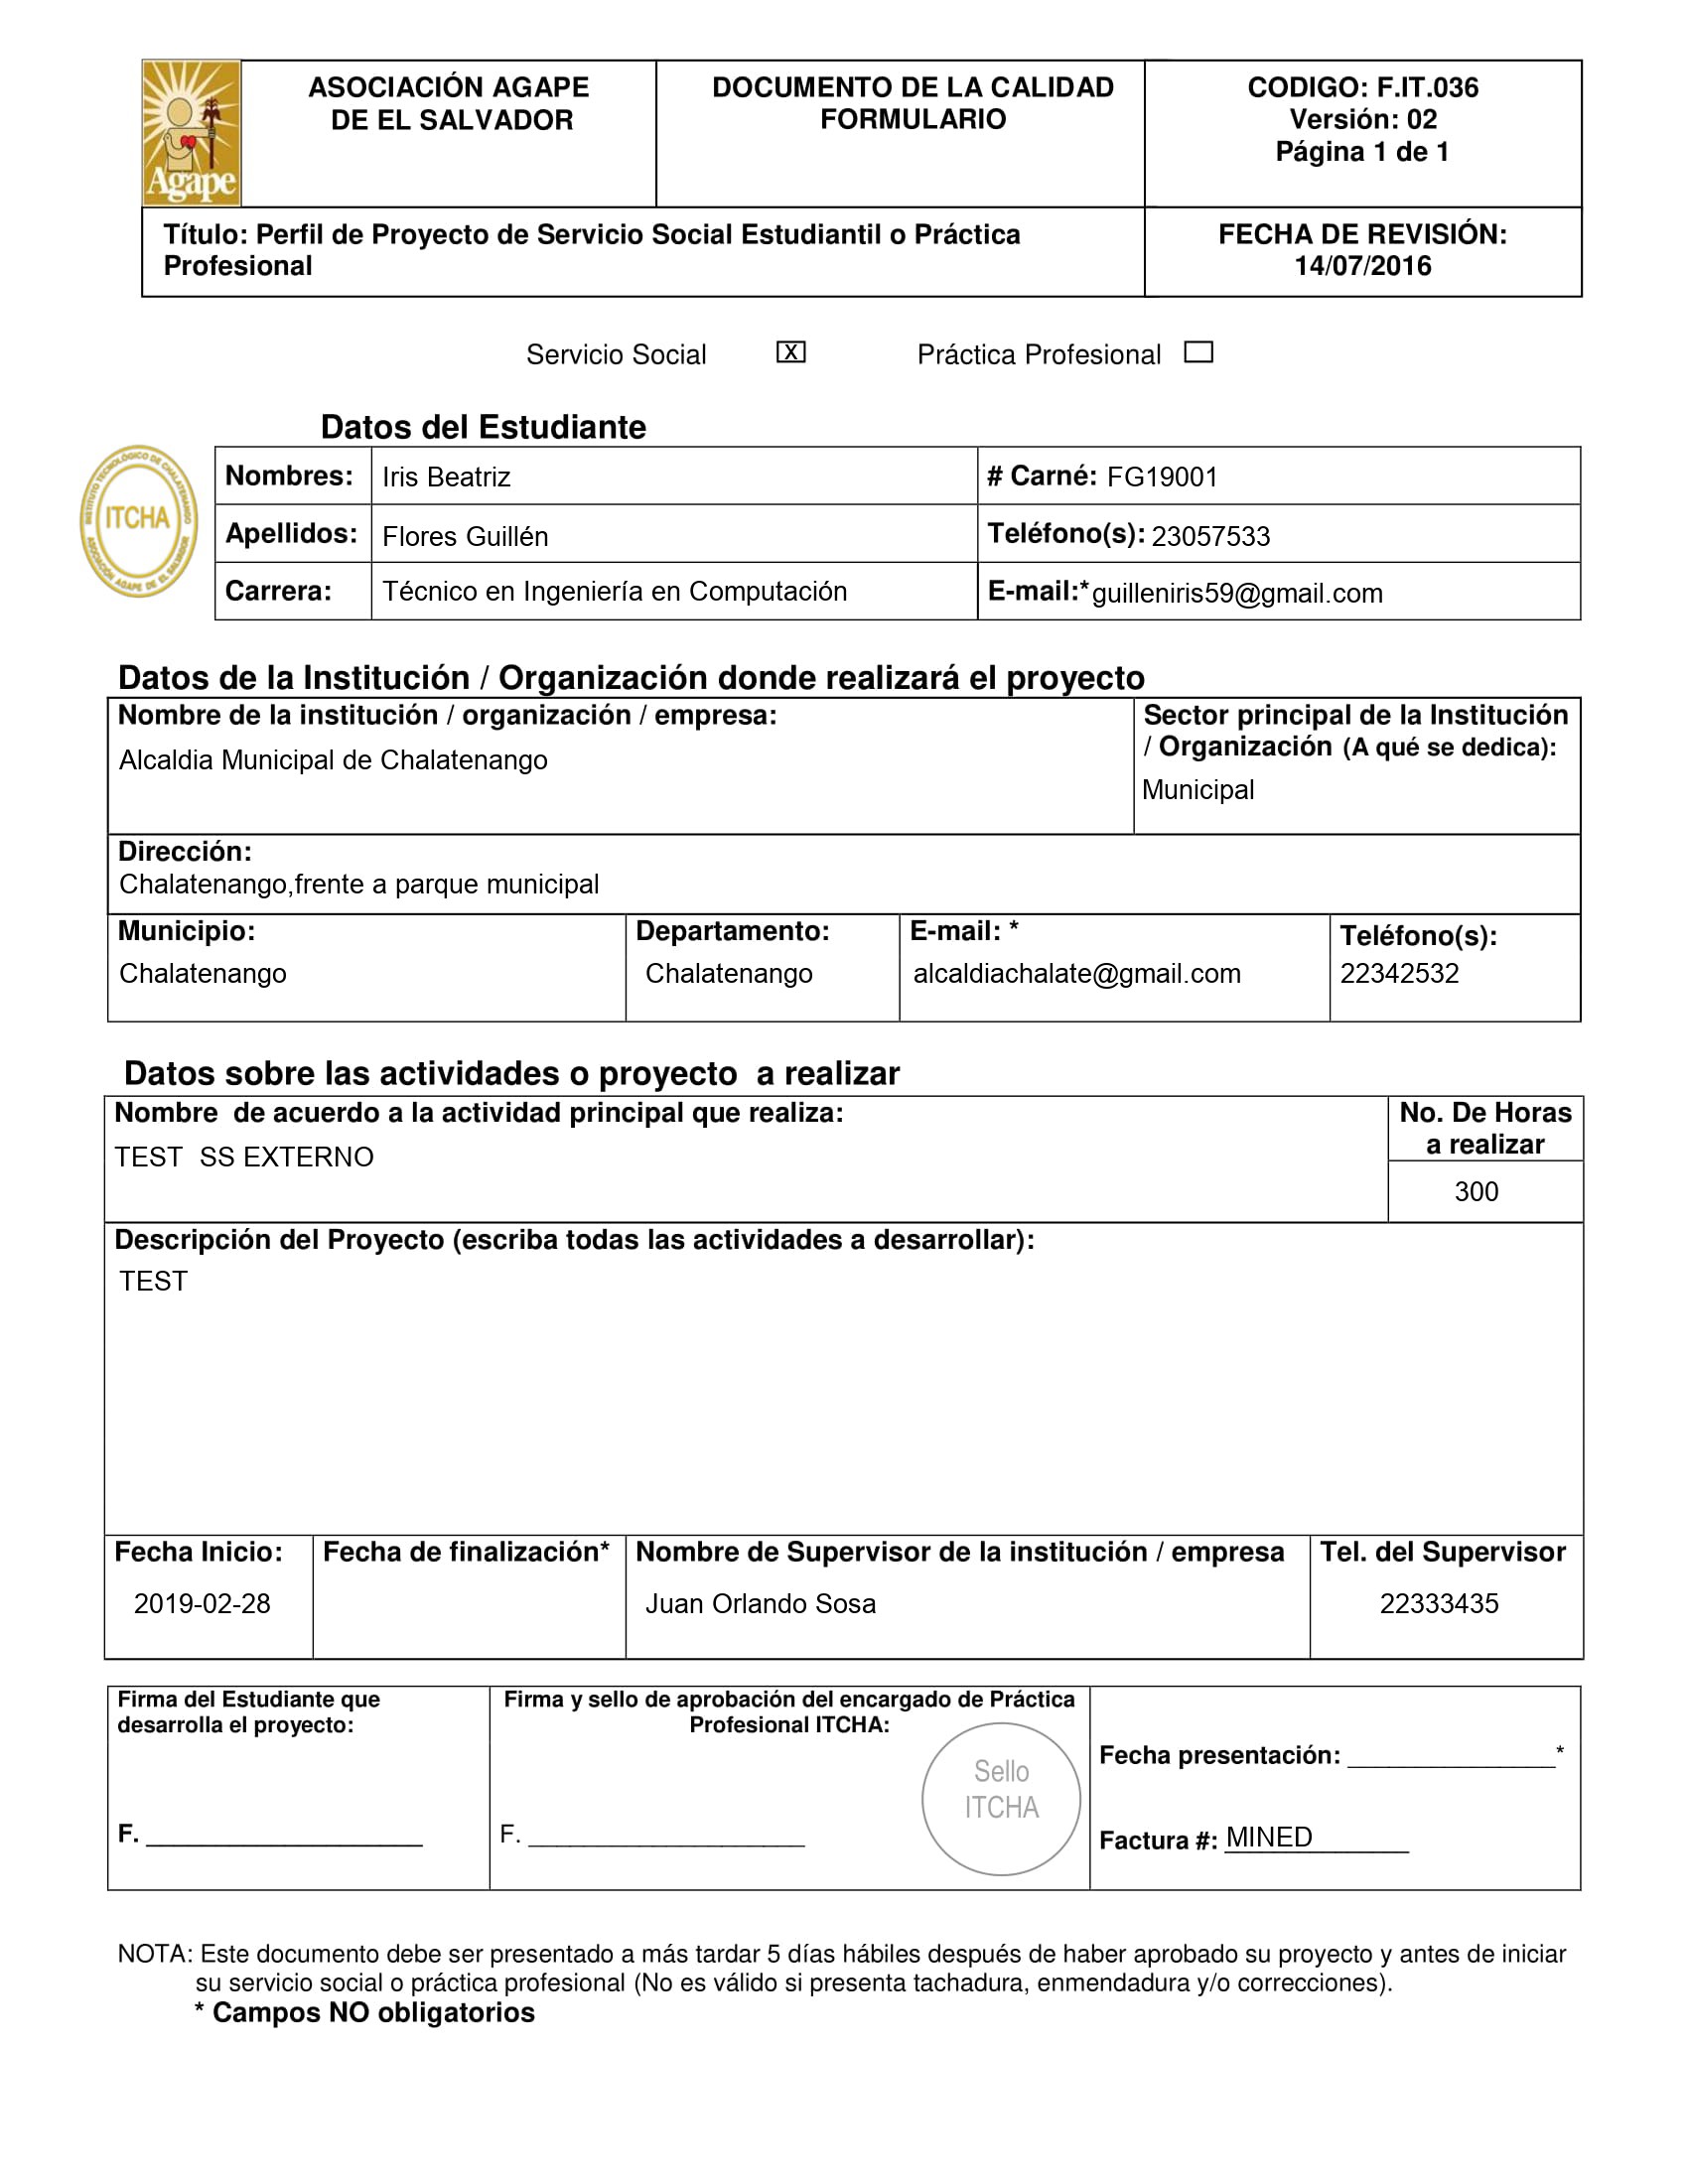 Agape
ASOCIACIÓN AGAPE
DE EL SALVADOR
DOCUMENTO DE LA CALIDAD
FORMULARIO
CODIGO: F.IT.036
Versión: 02
Página 1 de 1
Título: Perfil de Proyecto de Servicio Social Estudiantil o Práctica
Profesional
FECHA DE REVISIÓN:
14/07/2016
Servicio Social X Práctica Profesional
Datos del Estudiante
INSTITUTO TECNOLÓGICO DE CHALATENANGO
ITCHA
ASOCIACIÓN AGAPE DE EL SALVADOR
Nombres: Iris Beatriz # Carné: FG19001
Apellidos: Flores Guillén Teléfono(s): 23057533
Carrera: Técnico en Ingeniería en Computación E-mail:* guilleniris59@gmail.com
Datos de la Institución / Organización donde realizará el proyecto
Nombre de la institución / organización / empresa:
Alcaldia Municipal de Chalatenango
Sector principal de la Institución
/ Organización (A qué se dedica):
Municipal
Dirección:
Chalatenango,frente a parque municipal
Municipio: Departamento: E-mail: * Teléfono(s):
Chalatenango Chalatenango alcaldiachalate@gmail.com 22342532
Datos sobre las actividades o proyecto  a realizar
Nombre  de acuerdo a la actividad principal que realiza:
TEST  SS EXTERNO
No. De Horas
a realizar
300
Descripción del Proyecto (escriba todas las actividades a desarrollar):
TEST
Fecha Inicio: Fecha de finalización* Nombre de Supervisor de la institución / empresa Tel. del Supervisor
2019-02-28 Juan Orlando Sosa 22333435
Firma del Estudiante que
desarrolla el proyecto:
F. ____________________
Firma y sello de aprobación del encargado de Práctica
Profesional ITCHA:
Sello
ITCHA
F. ____________________
Fecha presentación: _______________*
Factura #: MINED
NOTA: Este documento debe ser presentado a más tardar 5 días hábiles después de haber aprobado su proyecto y antes de iniciar
su servicio social o práctica profesional (No es válido si presenta tachadura, enmendadura y/o correcciones).
* Campos NO obligatorios